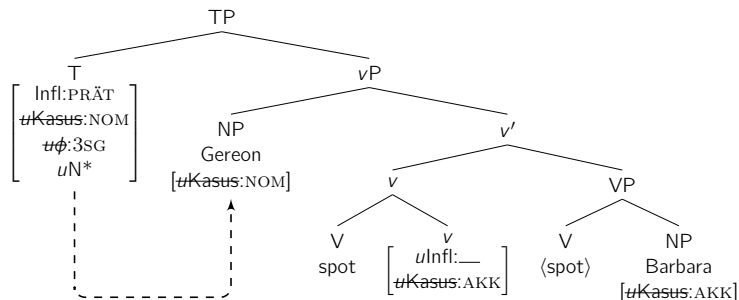 TP
T vP
Infl:PRÄT
uKasus:NOM
uϕ:3SG
uN*
NP v′
Gereon
[uKasus:NOM]
v VP
V v V NP
spot uInfl:__ ⟨spot⟩ Barbara
uKasus:AKK [uKasus:AKK]